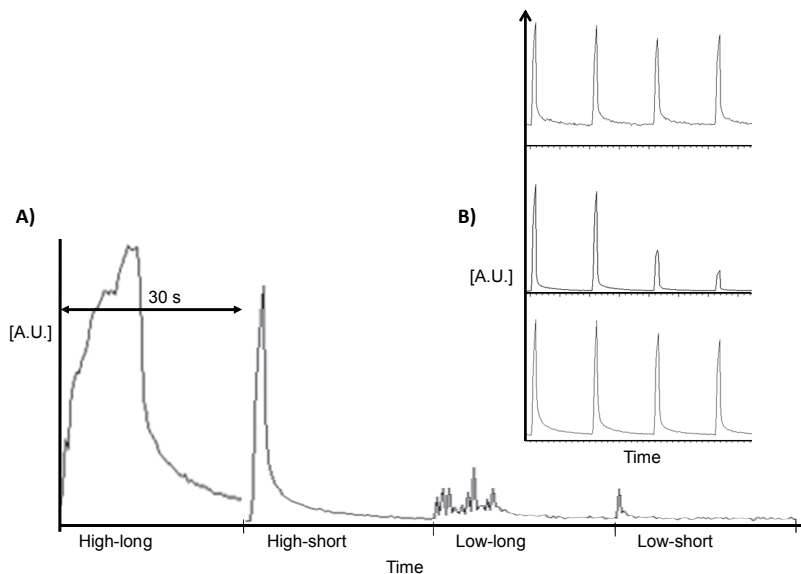 A)
B)
[A.U.]
30 s
[A.U.]
Time
High-long
High-short
Low-long
Low-short
Time